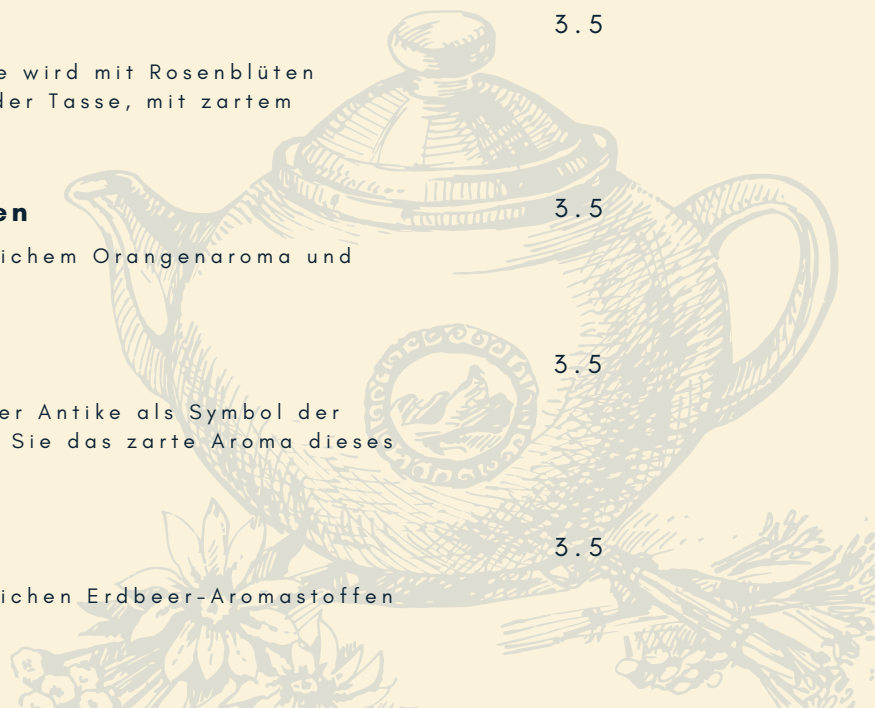 3.5
wird mit Rosenblüten
der Tasse, mit zartem
en 3.5
ichem Orangenaroma und
3.5
er Antike als Symbol der
Sie das zarte Aroma dieses
3.5
ichen Erdbeer-Aromastoffen